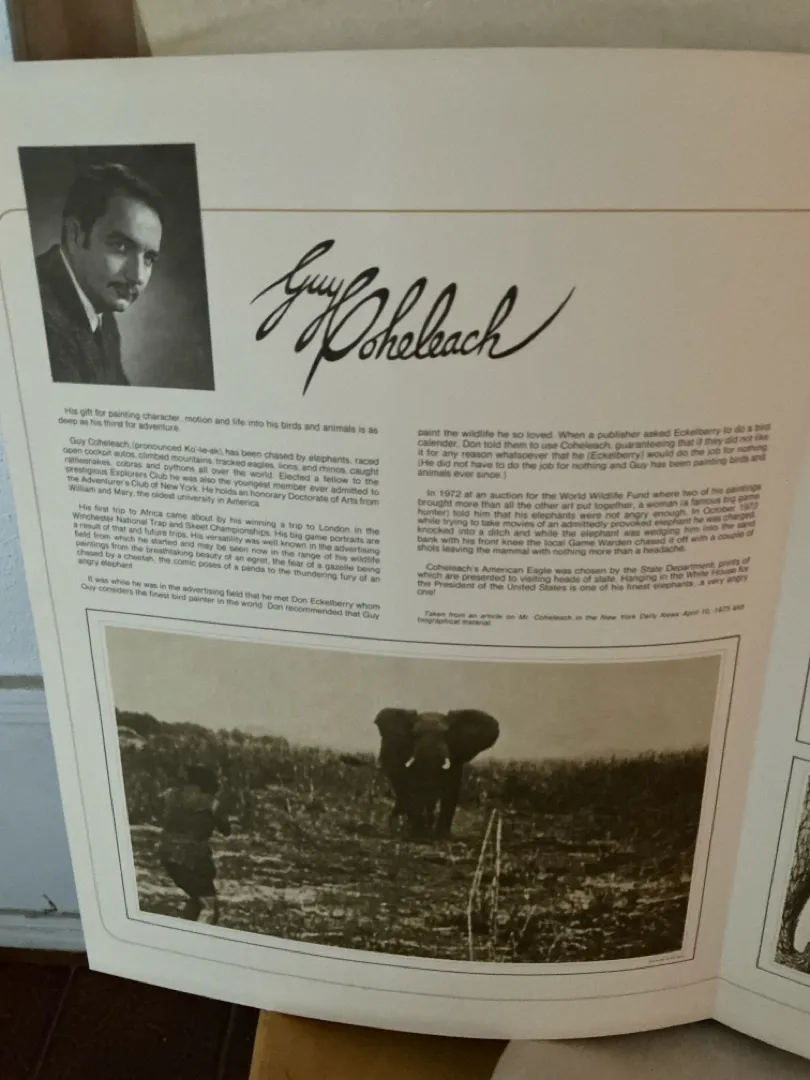 Guy Coheleach
His gift for painting character, motion and life into his birds and animals is as
deep as his thirst for adventure.
Guy Coheleach, (pronounced Ko'-le-ak), has been chased by elephants, raced
open cockpit autos, climbed mountains, tracked eagles, lions, and rhinos, caught
rattlesnakes, cobras and pythons all over this world. Elected a fellow to the
prestigious Explorers Club he was also the youngest member ever admitted to
the Adventurer's Club of New York. He holds an honorary Doctorate of Arts from
William and Mary, the oldest university in America.
His first trip to Africa came about by his winning a trip to London in the
Winchester National Trap and Skeet Championships. His big game portraits are
a result of that and future trips. His versatility was well known in the advertising
field from which he started and may be seen now in the range of his wildlife
paintings from the breathtaking beauty of an egret, the fear of a gazelle being
chased by a cheetah, the comic poses of a panda to the thundering fury of an
angry elephant.
It was while he was in the advertising field that he met Don Eckelberry whom
Guy considers the finest bird painter in the world. Don recommended that Guy
paint the wildlife he so loved. When a publisher asked Eckelberry to do a bird
calender, Don told them to use Coheleach, guaranteeing that if they did not like
it for any reason whatsoever that he (Eckelberry) would do the job for nothing.
(He did not have to do the job for nothing and Guy has been painting birds and
animals ever since.)
In 1972 at an auction for the World Wildlife Fund where two of his paintings
brought more than all the other art put together, a woman (a famous big game
hunter) told him that his elephants were not angry enough. In October 1972
while trying to take movies of an admittedly provoked elephant he was charged,
knocked into a ditch and while the elephant was wedging him into the sand
bank with his front knee the local Game Warden chased it off with a couple of
shots leaving the mammal with nothing more than a headache.
Coheleach's American Eagle was chosen by the State Department, prints of
which are presented to visiting heads of state. Hanging in the White House for
the President of the United States is one of his finest elephants...a very angry
one!
Taken from an article on Mr. Coheleach in the New York Daily News April 10, 1975 and
biographical material.